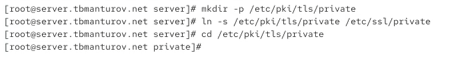 [root@server.tbmanturov.net server]# mkdir -p /etc/pki/tls/private
[root@server.tbmanturov.net server]# ln -s /etc/pki/tls/private /etc/ssl/private
[root@server.tbmanturov.net server]# cd /etc/pki/tls/private
[root@server.tbmanturov.net private]#